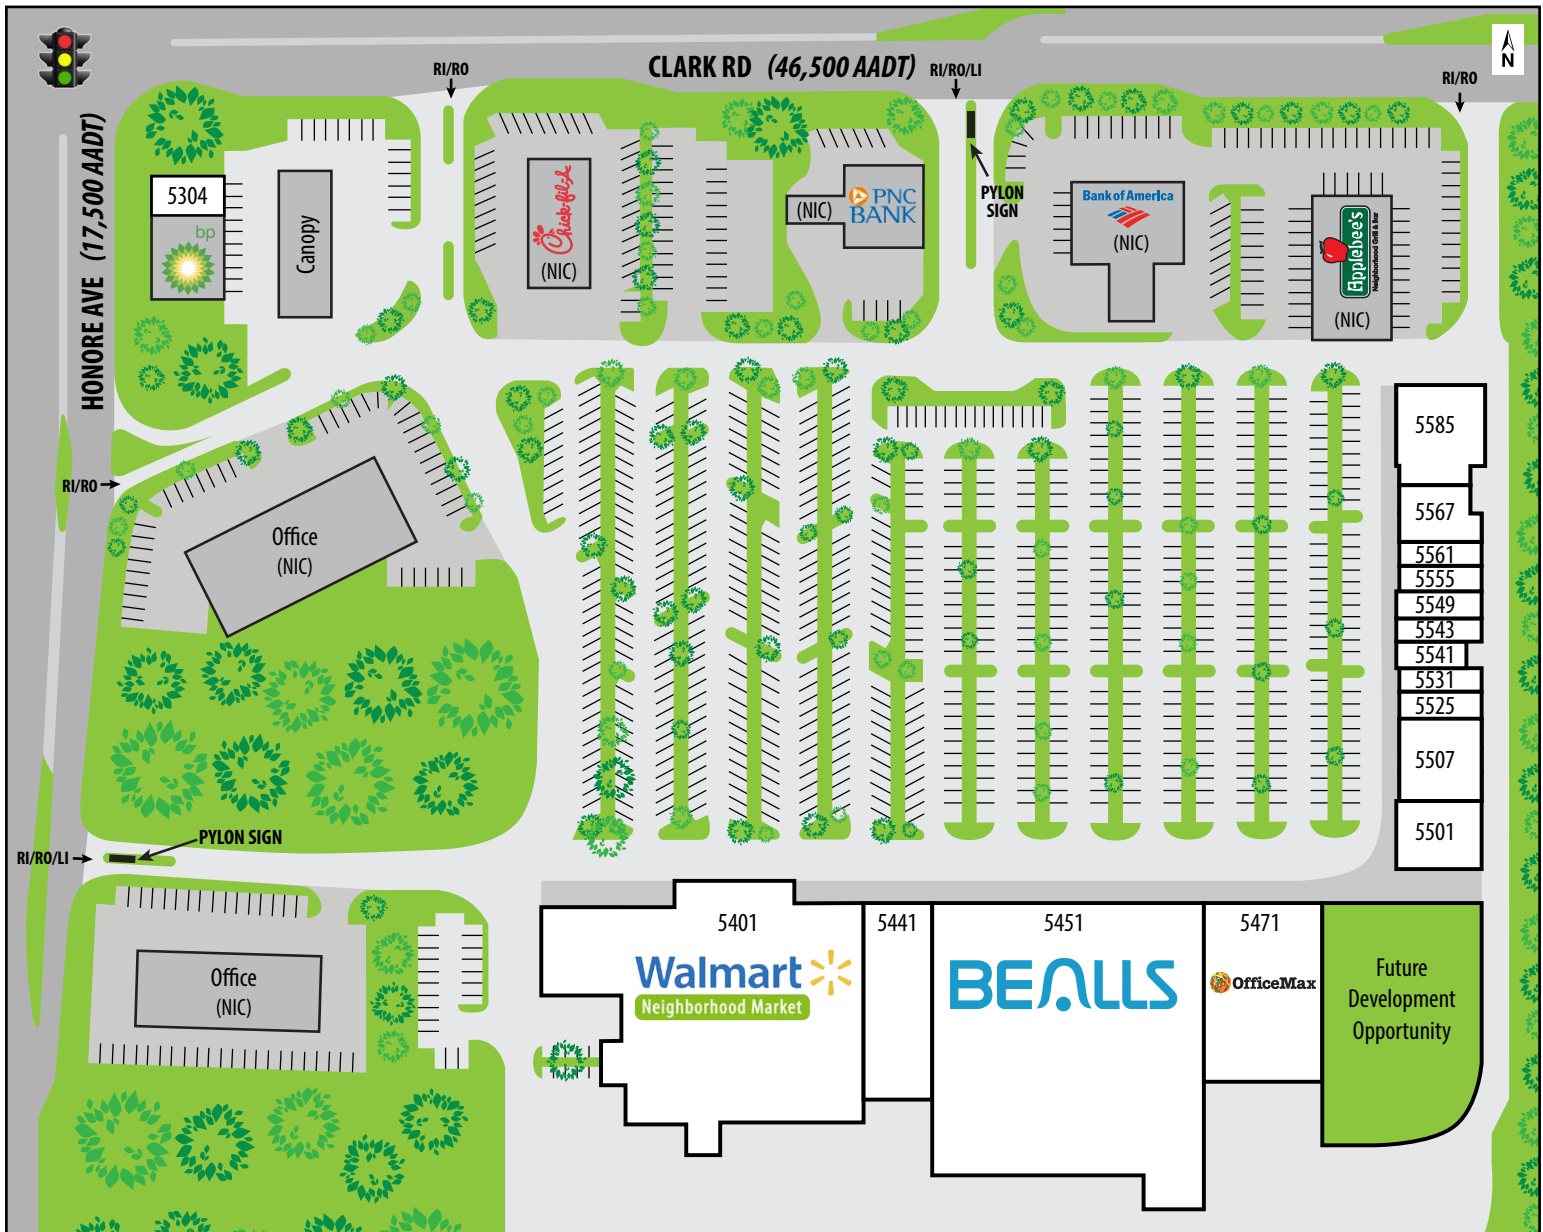 CLARK RD (46,500 AADT)
RI/RO
RI/RO/LI
RI/RO
N
HONORE AVE (17,500 AADT)
5304
bp
Canopy
Chick-fil-A
(NIC)
(NIC)
PNC
BANK
PYLON
SIGN
Bank of America
(NIC)
Applebee's
Neighborhood Grill & Bar
(NIC)
RI/RO
Office
(NIC)
5585
5567
5561
5555
5549
5543
5541
5531
5525
5507
5501
PYLON SIGN
RI/RO/LI
Office
(NIC)
5401
Walmart
Neighborhood Market
5441
5451
BEALLS
5471
OfficeMax
Future
Development
Opportunity